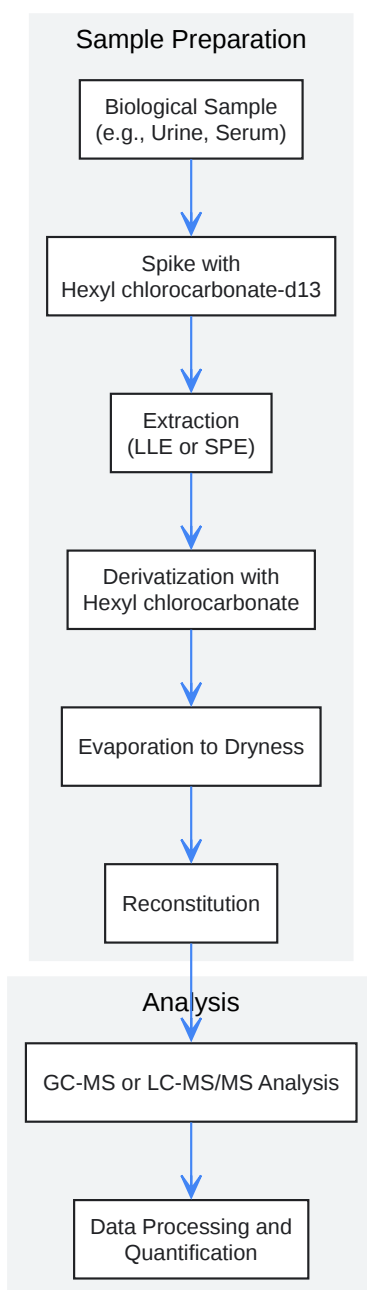 Sample Preparation
Biological Sample
(e.g., Urine, Serum)
Spike with
Hexyl chlorocarbonate-d13
Extraction
(LLE or SPE)
Derivatization with
Hexyl chlorocarbonate
Evaporation to Dryness
Reconstitution
Analysis
GC-MS or LC-MS/MS Analysis
Data Processing and
Quantification